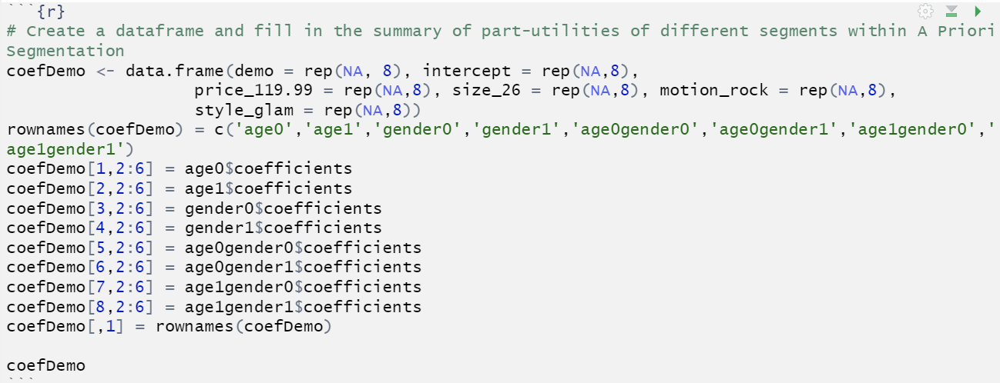 ```{r}
# Create a dataframe and fill in the summary of part-utilities of different segments within A Priori
Segmentation
coefDemo <- data.frame(demo = rep(NA, 8), intercept = rep(NA,8),
                   price_119.99 = rep(NA,8), size_26 = rep(NA,8), motion_rock = rep(NA,8),
                   style_glam = rep(NA,8))
rownames(coefDemo) = c('age0','age1','gender0','gender1','age0gender0','age0gender1','age1gender0','
age1gender1')
coefDemo[1,2:6] = age0$coefficients
coefDemo[2,2:6] = age1$coefficients
coefDemo[3,2:6] = gender0$coefficients
coefDemo[4,2:6] = gender1$coefficients
coefDemo[5,2:6] = age0gender0$coefficients
coefDemo[6,2:6] = age0gender1$coefficients
coefDemo[7,2:6] = age1gender0$coefficients
coefDemo[8,2:6] = age1gender1$coefficients
coefDemo[,1] = rownames(coefDemo)

coefDemo
```